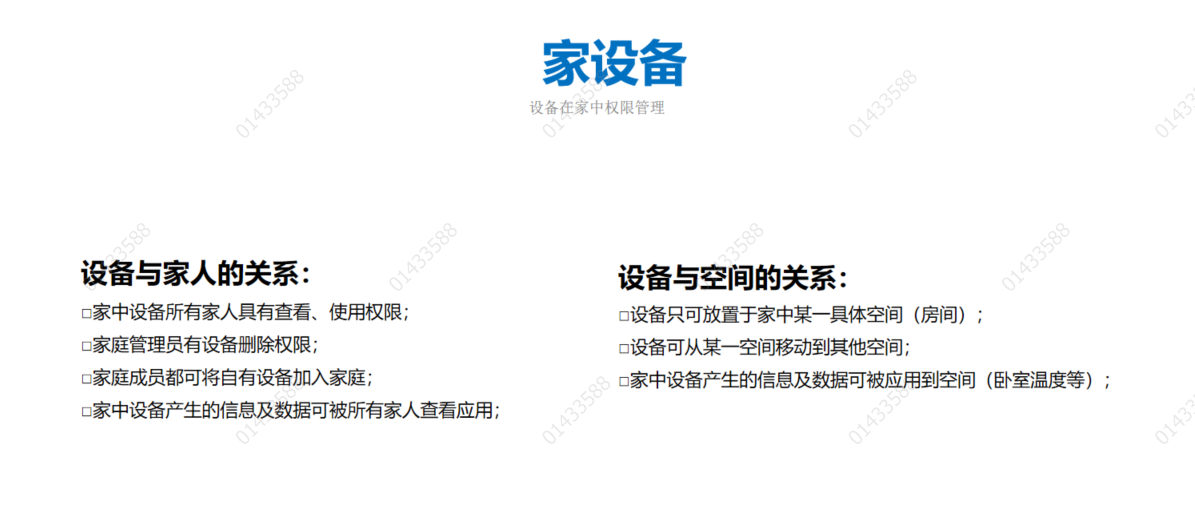 家设备
设备在家中权限管理
设备与家人的关系：
□家中设备所有家人具有查看、使用权限；
□家庭管理员有设备删除权限；
□家庭成员都可将自有设备加入家庭；
□家中设备产生的信息及数据可被所有家人查看应用；
设备与空间的关系：
□设备只可放置于家中某一具体空间（房间）；
□设备可从某一空间移动到其他空间；
□家中设备产生的信息及数据可被应用到空间（卧室温度等）；
01433588
01433588
01433588
01433588
01433588
01433588
01433588
01433588
01433588
01433588
01433588
01433588